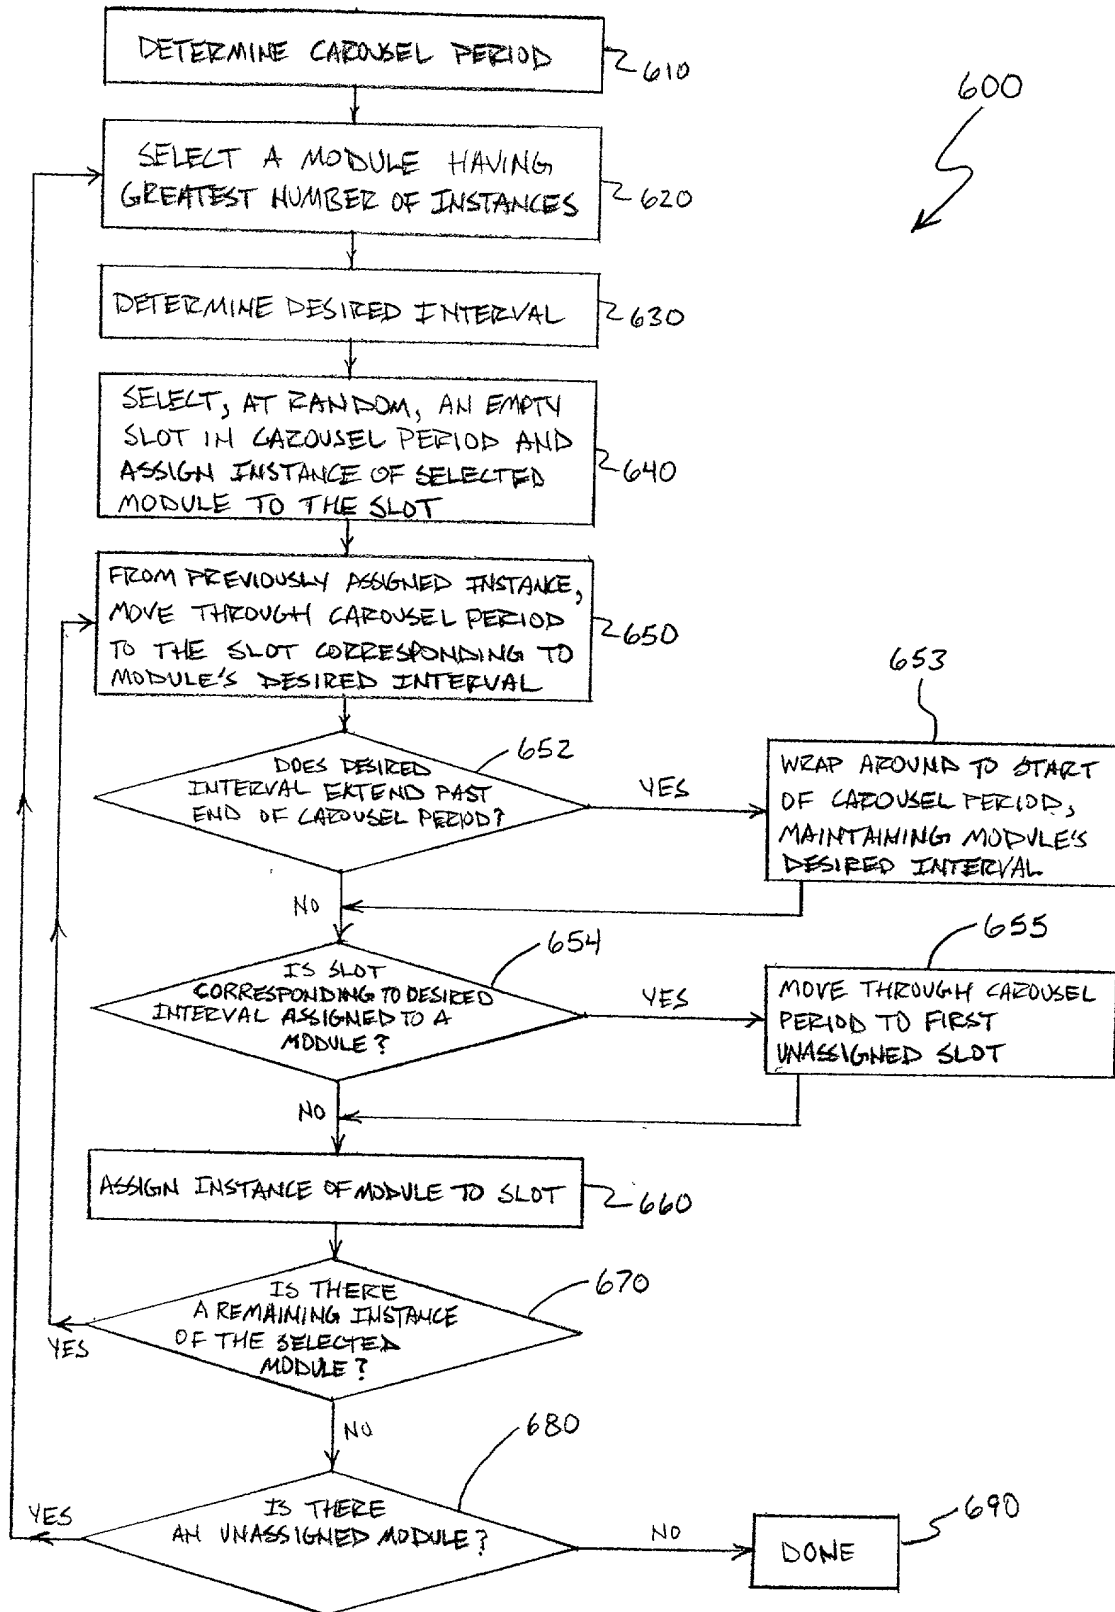 DETERMINE CAROUSEL PERIOD
610
600
SELECT A MODULE HAVING
GREATEST NUMBER OF INSTANCES
620
DETERMINE DESIRED INTERVAL
630
SELECT, AT RANDOM, AN EMPTY
SLOT IN CAROUSEL PERIOD AND
ASSIGN INSTANCE OF SELECTED
MODULE TO THE SLOT
640
FROM PREVIOUSLY ASSIGNED INSTANCE,
MOVE THROUGH CAROUSEL PERIOD
TO THE SLOT CORRESPONDING TO
MODULE'S DESIRED INTERVAL
650
652
DOES DESIRED
INTERVAL EXTEND PAST
END OF CAROUSEL PERIOD?
YES
653
WRAP AROUND TO START
OF CAROUSEL PERIOD,
MAINTAINING MODULE'S
DESIRED INTERVAL
NO
654
IS SLOT
CORRESPONDING TO DESIRED
INTERVAL ASSIGNED TO A
MODULE?
YES
655
MOVE THROUGH CAROUSEL
PERIOD TO FIRST
UNASSIGNED SLOT
NO
ASSIGN INSTANCE OF MODULE TO SLOT
660
670
IS THERE
A REMAINING INSTANCE
OF THE SELECTED
MODULE?
YES
NO
680
IS THERE
AN UNASSIGNED MODULE?
YES
NO
690
DONE